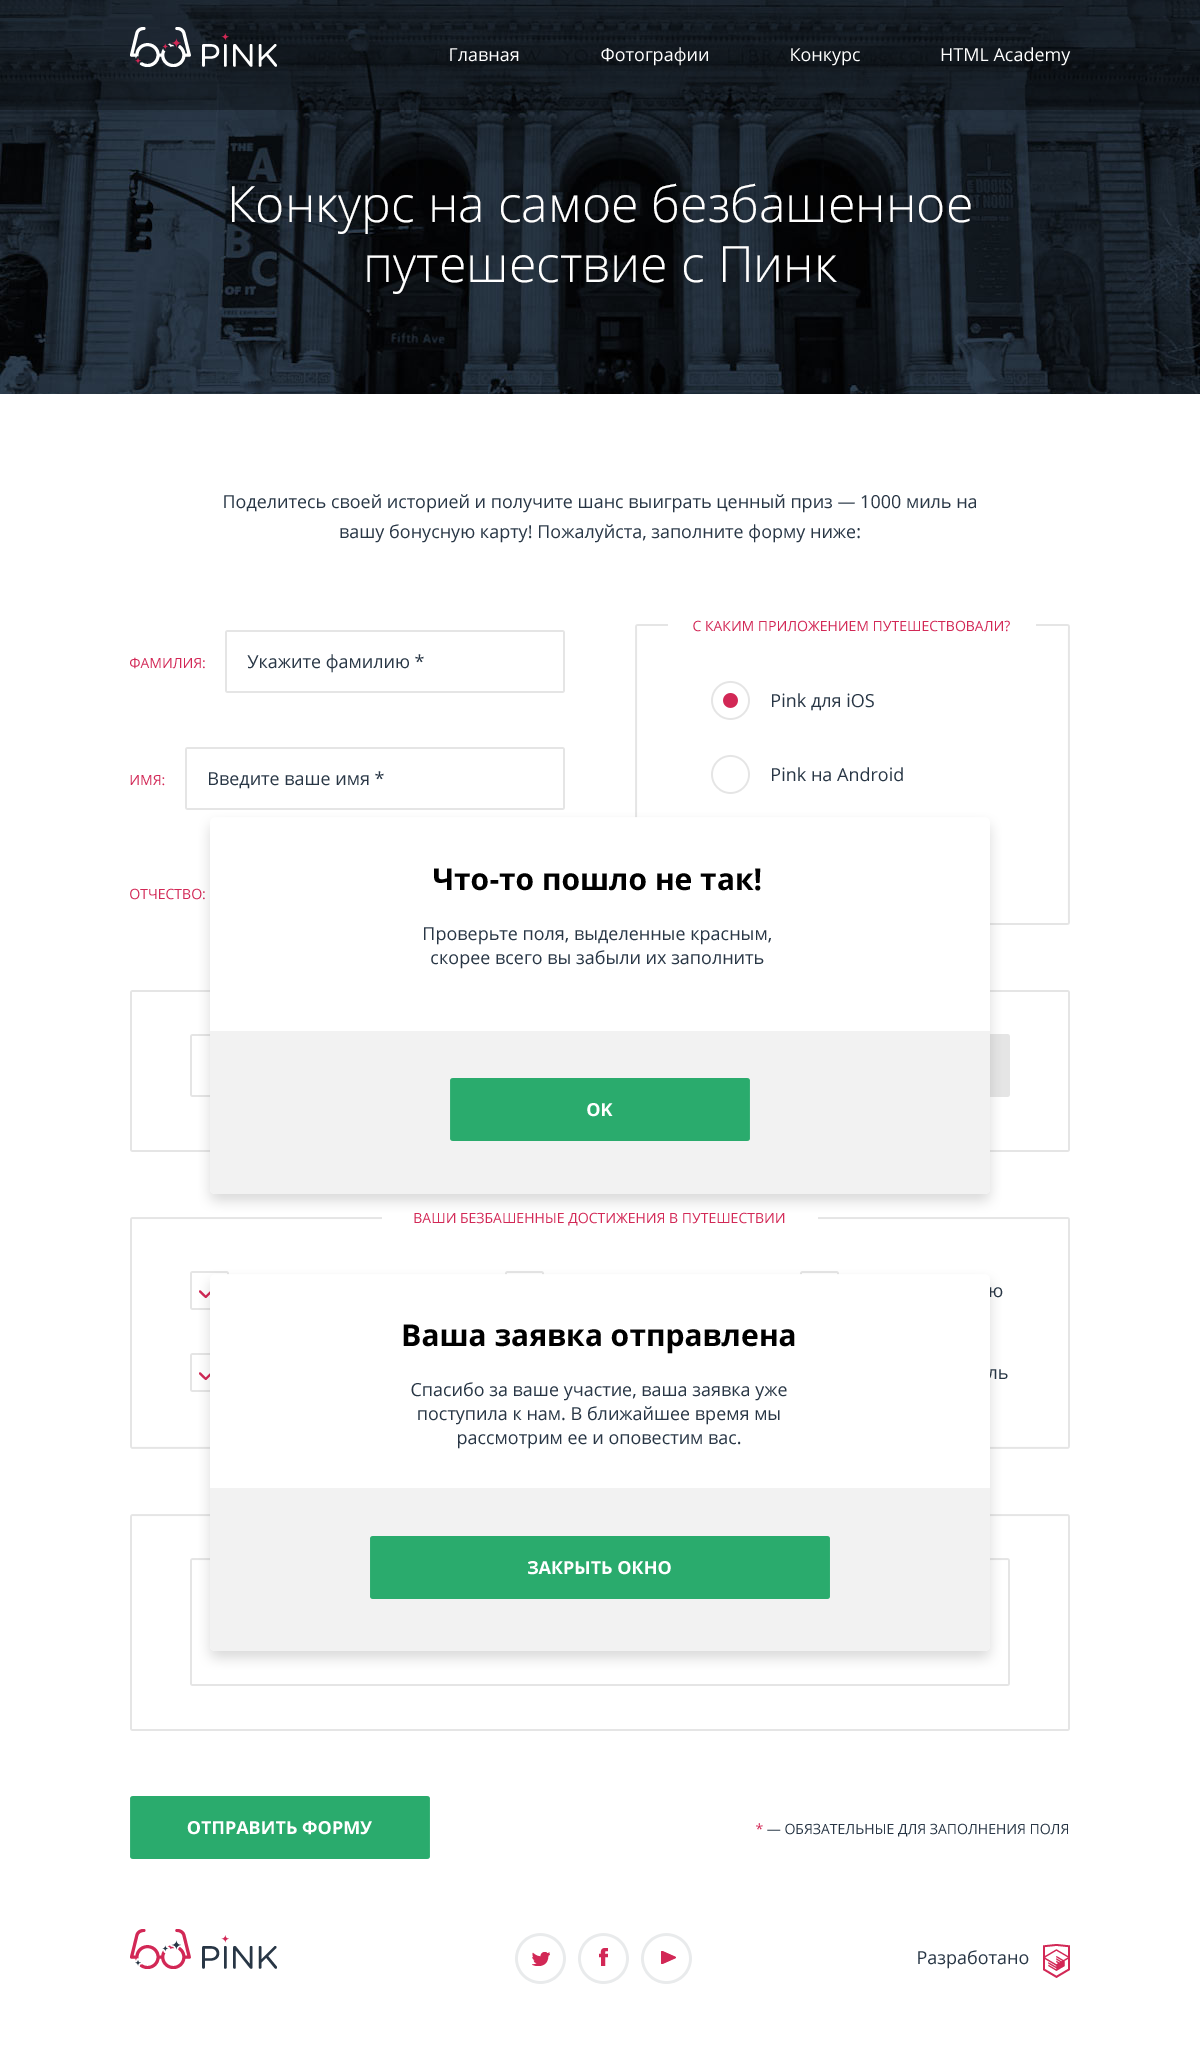 PINK
Главная
Фотографии
Конкурс
HTML Academy
THE
A
B
C
OF IT
Fifth Ave
Конкурс на самое безбашенное
путешествие с Пинк
Поделитесь своей историей и получите шанс выиграть ценный приз — 1000 миль на
вашу бонусную карту! Пожалуйста, заполните форму ниже:
ФАМИЛИЯ:
Укажите фамилию *
ИМЯ:
Введите ваше имя *
ОТЧЕСТВО:
С КАКИМ ПРИЛОЖЕНИЕМ ПУТЕШЕСТВОВАЛИ?
Pink для iOS
Pink на Android
Что-то пошло не так!
Проверьте поля, выделенные красным,
скорее всего вы забыли их заполнить
OK
ВАШИ БЕЗБАШЕННЫЕ ДОСТИЖЕНИЯ В ПУТЕШЕСТВИИ
ю
ль
Ваша заявка отправлена
Спасибо за ваше участие, ваша заявка уже
поступила к нам. В ближайшее время мы
рассмотрим ее и оповестим вас.
ЗАКРЫТЬ ОКНО
ОТПРАВИТЬ ФОРМУ
* — ОБЯЗАТЕЛЬНЫЕ ДЛЯ ЗАПОЛНЕНИЯ ПОЛЯ
PINK
Разработано